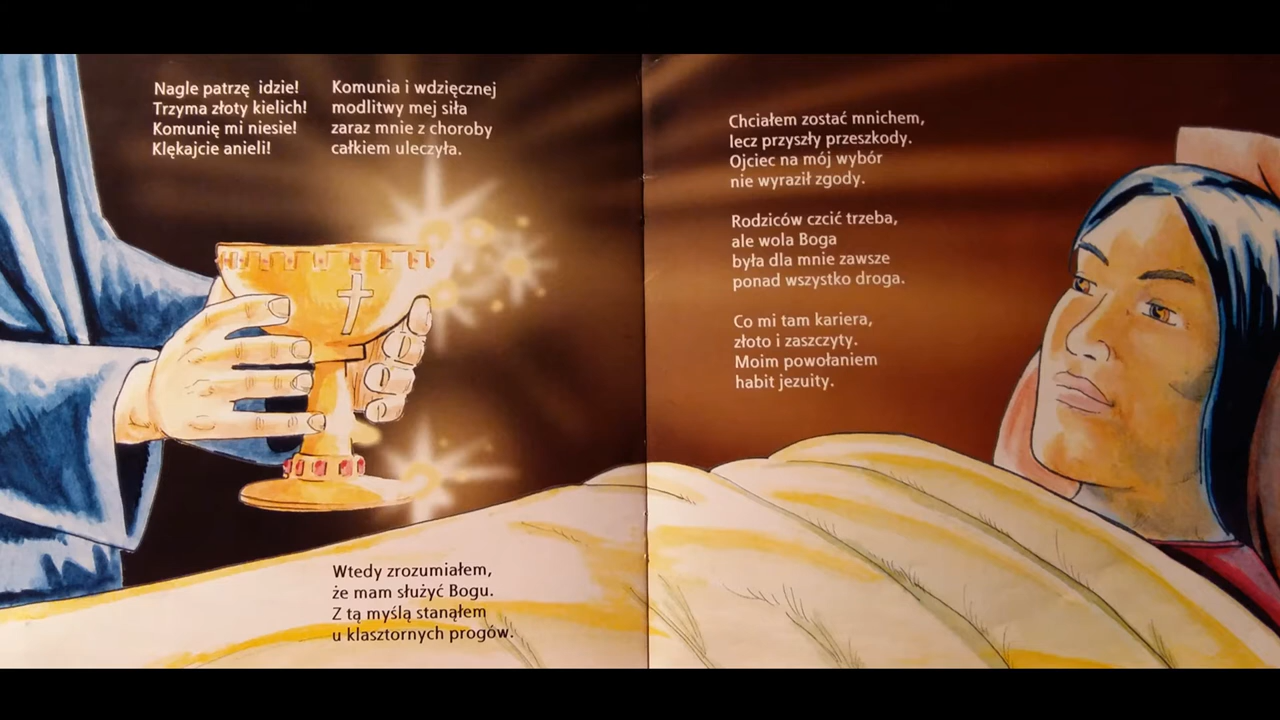 Nagle patrzę idzie!
Trzyma złoty kielich!
Komunię mi niesie!
Klękajcie anieli!
Komunia i wdzięcznej
modlitwy mej siła
zaraz mnie z choroby
całkiem uleczyła.
Wtedy zrozumiałem,
że mam służyć Bogu.
Z tą myślą stanąłem
u klasztornych progów.
Chciałem zostać mnichem,
lecz przyszły przeszkody.
Ojciec na mój wybór
nie wyraził zgody.
Rodziców czcić trzeba,
ale wola Boga
była dla mnie zawsze
ponad wszystko droga.
Co mi tam kariera,
złoto i zaszczyty.
Moim powołaniem
habit jezuity.